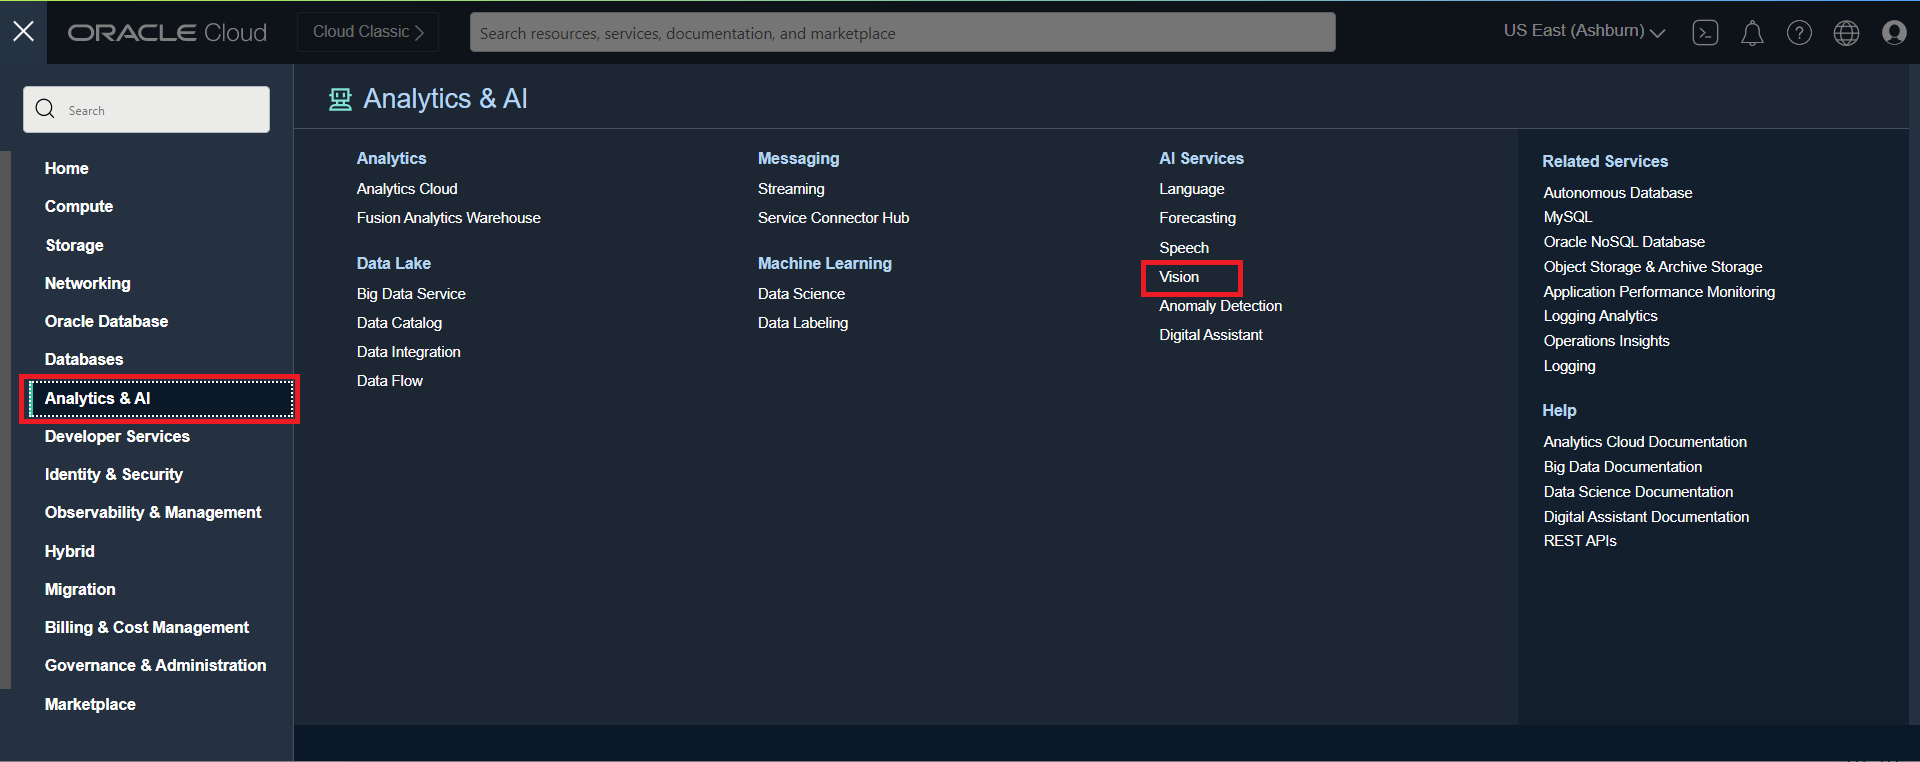 ORACLE Cloud
Cloud Classic
Search resources, services, documentation, and marketplace
US East (Ashburn)
Search
Home
Compute
Storage
Networking
Oracle Database
Databases
Analytics & AI
Developer Services
Identity & Security
Observability & Management
Hybrid
Migration
Billing & Cost Management
Governance & Administration
Marketplace
Analytics & AI
Analytics
Analytics Cloud
Fusion Analytics Warehouse
Data Lake
Big Data Service
Data Catalog
Data Integration
Data Flow
Messaging
Streaming
Service Connector Hub
Machine Learning
Data Science
Data Labeling
AI Services
Language
Forecasting
Speech
Vision
Anomaly Detection
Digital Assistant
Related Services
Autonomous Database
MySQL
Oracle NoSQL Database
Object Storage & Archive Storage
Application Performance Monitoring
Logging Analytics
Operations Insights
Logging
Help
Analytics Cloud Documentation
Big Data Documentation
Data Science Documentation
Digital Assistant Documentation
REST APIs